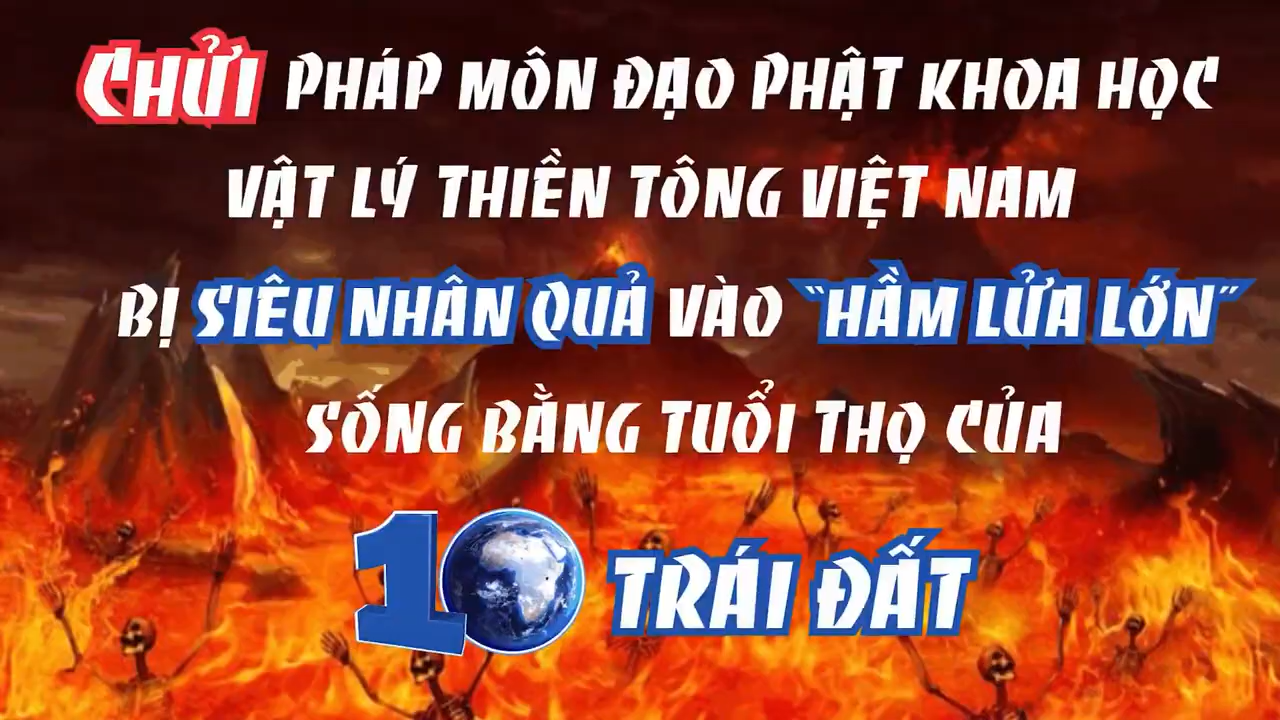 CHỬI PHÁP MÔN ĐẠO PHẬT KHOA HỌC
VẬT LÝ THIỀN TÔNG VIỆT NAM
BỊ SIÊU NHÂN QUẢ VÀO "HẦM LỬA LỚN"
SỐNG BẰNG TUỔI THỌ CỦA
10 TRÁI ĐẤT